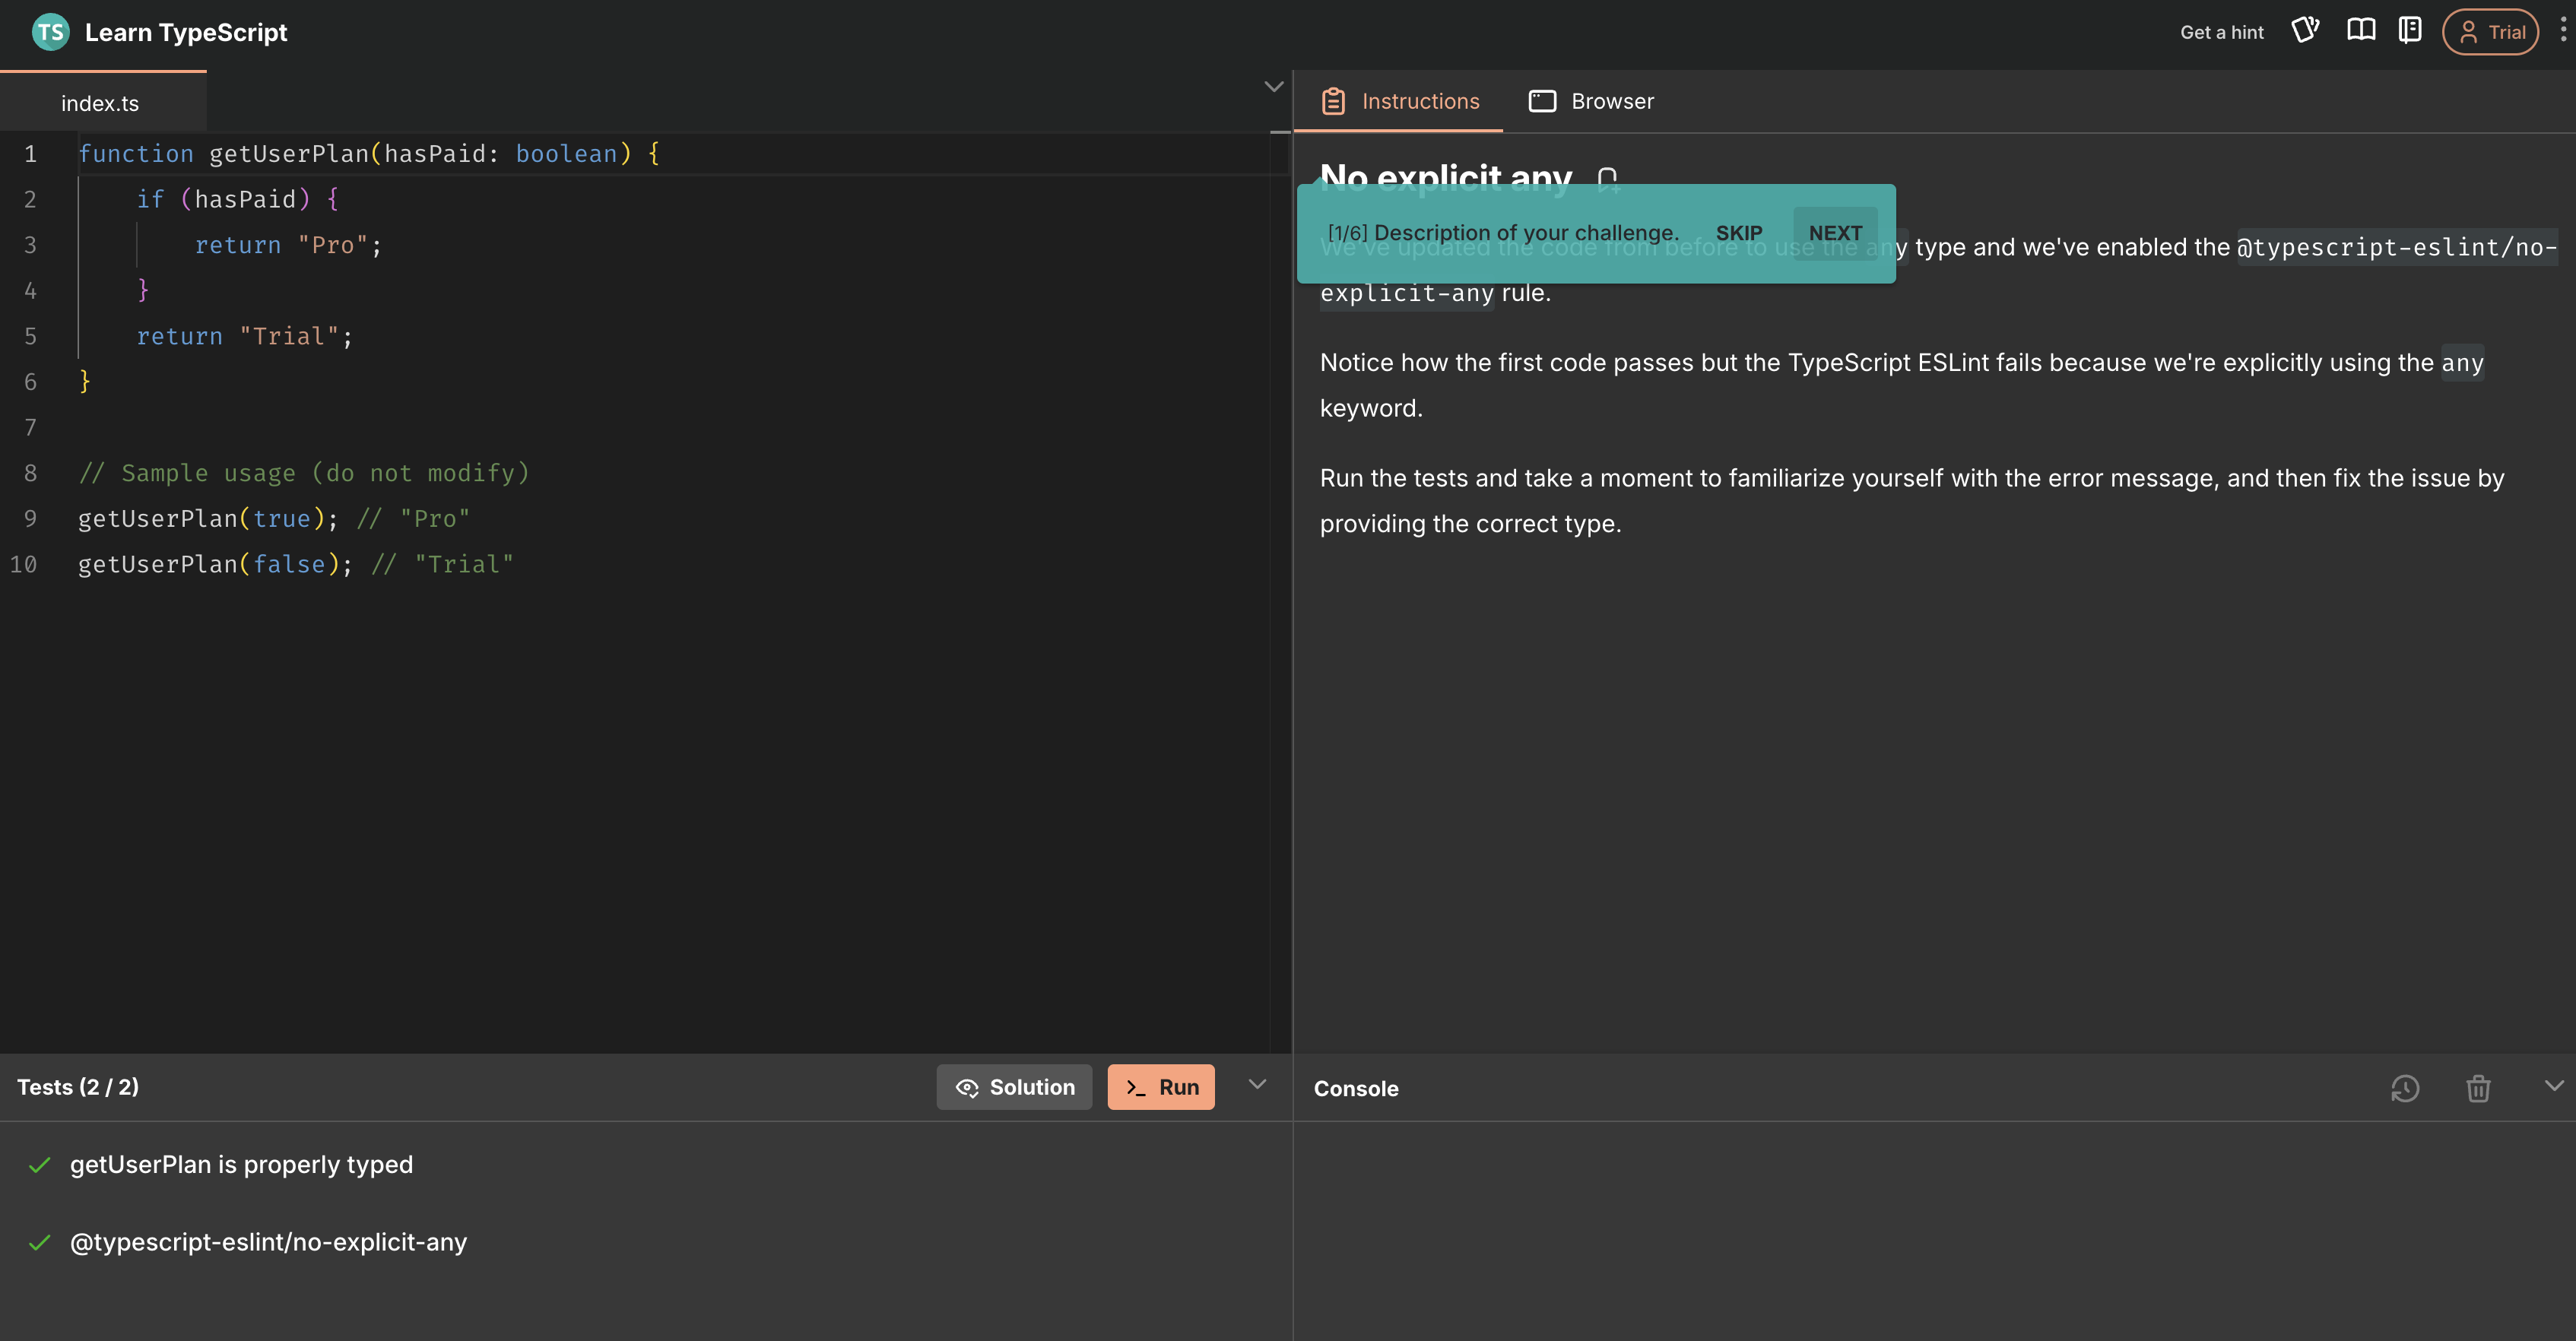 TS Learn TypeScript
Get a hint
Trial
index.ts
1 function getUserPlan(hasPaid: boolean) {
2 if (hasPaid) {
3 return "Pro";
4 }
5 return "Trial";
6 }
7
8 // Sample usage (do not modify)
9 getUserPlan(true); // "Pro"
10 getUserPlan(false); // "Trial"
Tests (2 / 2)
Solution
Run
getUserPlan is properly typed
@typescript-eslint/no-explicit-any
Instructions
Browser
No explicit any
[1/6] Description of your challenge. SKIP NEXT
We've updated the code from before to use the any type and we've enabled the @typescript-eslint/no-
explicit-any rule.
Notice how the first code passes but the TypeScript ESLint fails because we're explicitly using the any
keyword.
Run the tests and take a moment to familiarize yourself with the error message, and then fix the issue by
providing the correct type.
Console